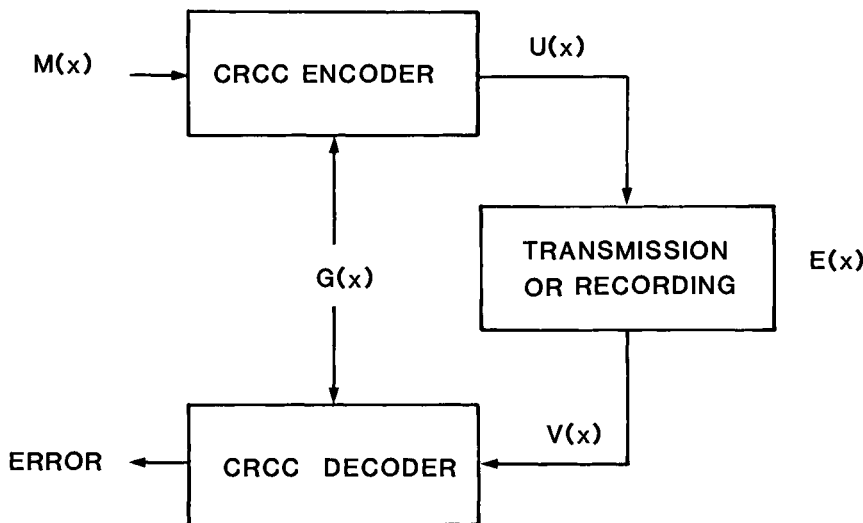 M(x)
CRCC ENCODER
U(x)
TRANSMISSION
OR RECORDING
E(x)
G(x)
V(x)
ERROR
CRCC DECODER